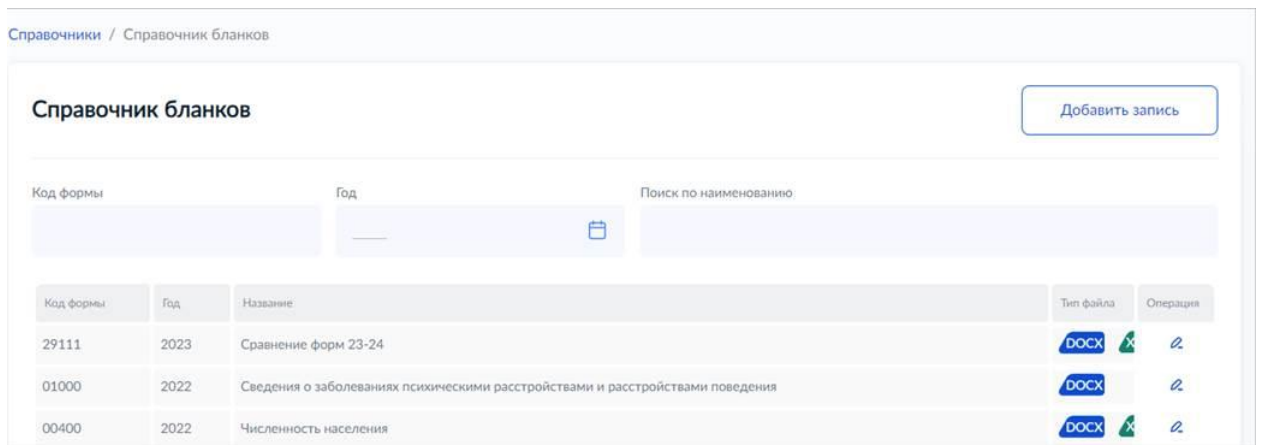 Справочники / Справочник бланков
Справочник бланков
Добавить запись
Код формы Год Поиск по наименованию
Код формы Год Название Тип файла Операция
29111 2023 Сравнение форм 23-24 DOCX X
01000 2022 Сведения о заболеваниях психическими расстройствами и расстройствами поведения DOCX
00400 2022 Численность населения DOCX X